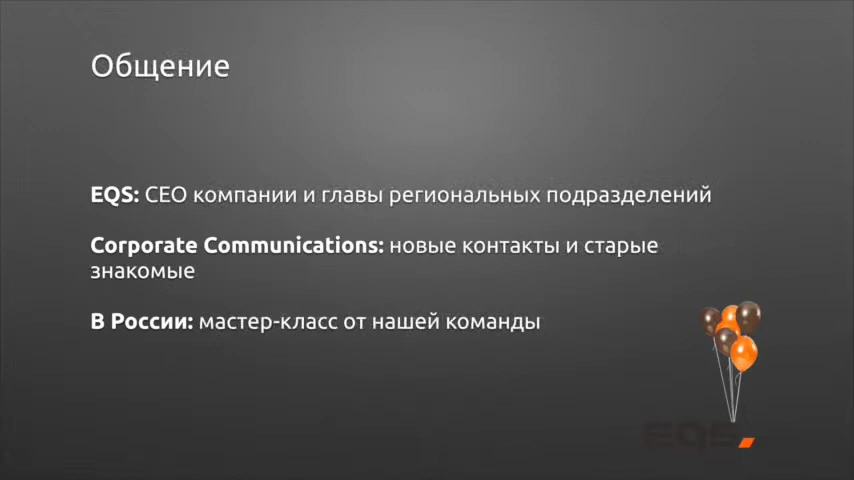 Общение
EQS: CEO компании и главы региональных подразделений
Corporate Communications: новые контакты и старые
знакомые
В России: мастер-класс от нашей команды
EQS